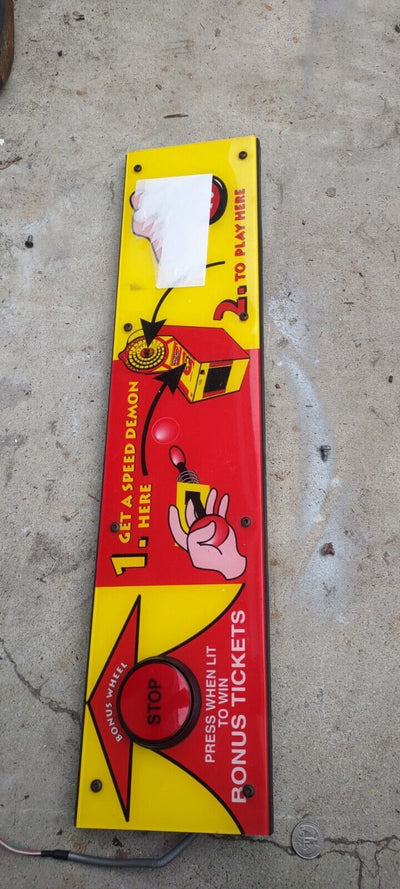 1. GET A SPEED DEMON
HERE
2. TO PLAY HERE
BONUS WHEEL
STOP
PRESS WHEN LIT
TO WIN
BONUS TICKETS